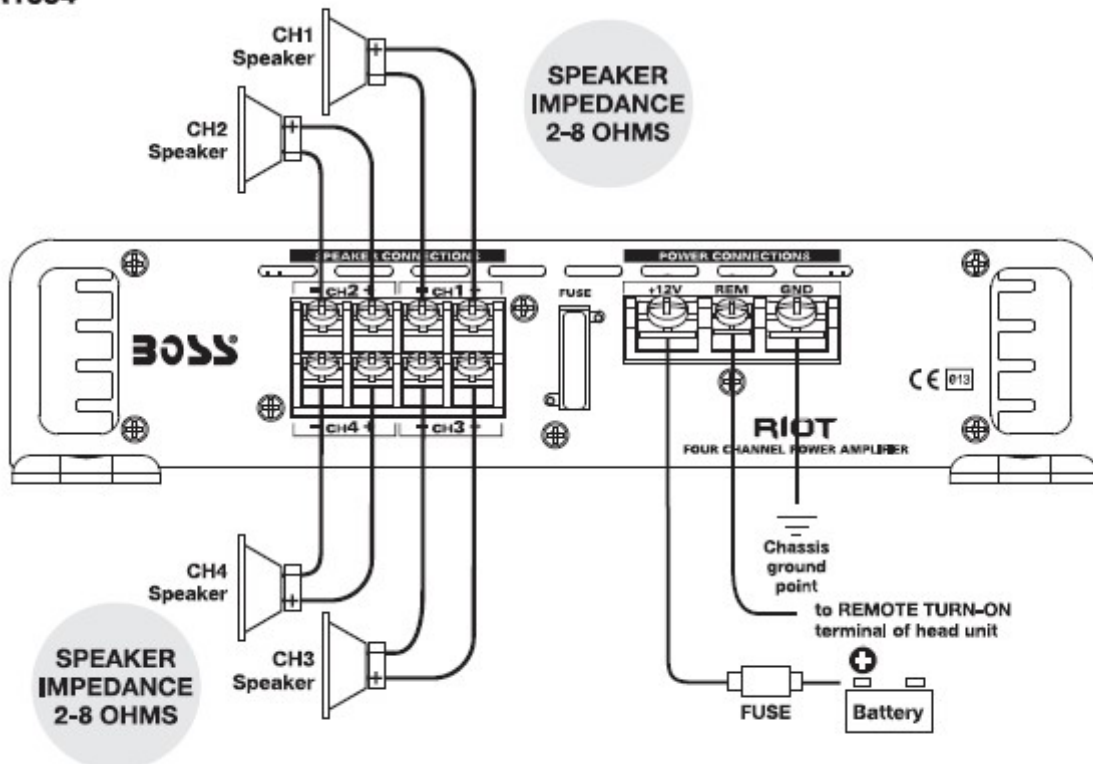 CH1
Speaker
SPEAKER
IMPEDANCE
2-8 OHMS
CH2
Speaker
SPEAKER CONNECTIONS
POWER CONNECTIONS
- CH2 + - CH1 +
FUSE
+12V REM GND
BOSS
CE 013
- CH4 + - CH3 +
RIOT
FOUR CHANNEL POWER AMPLIFIER
Chassis
ground
point
CH4
Speaker
to REMOTE TURN-ON
terminal of head unit
SPEAKER
IMPEDANCE
2-8 OHMS
CH3
Speaker
FUSE
Battery